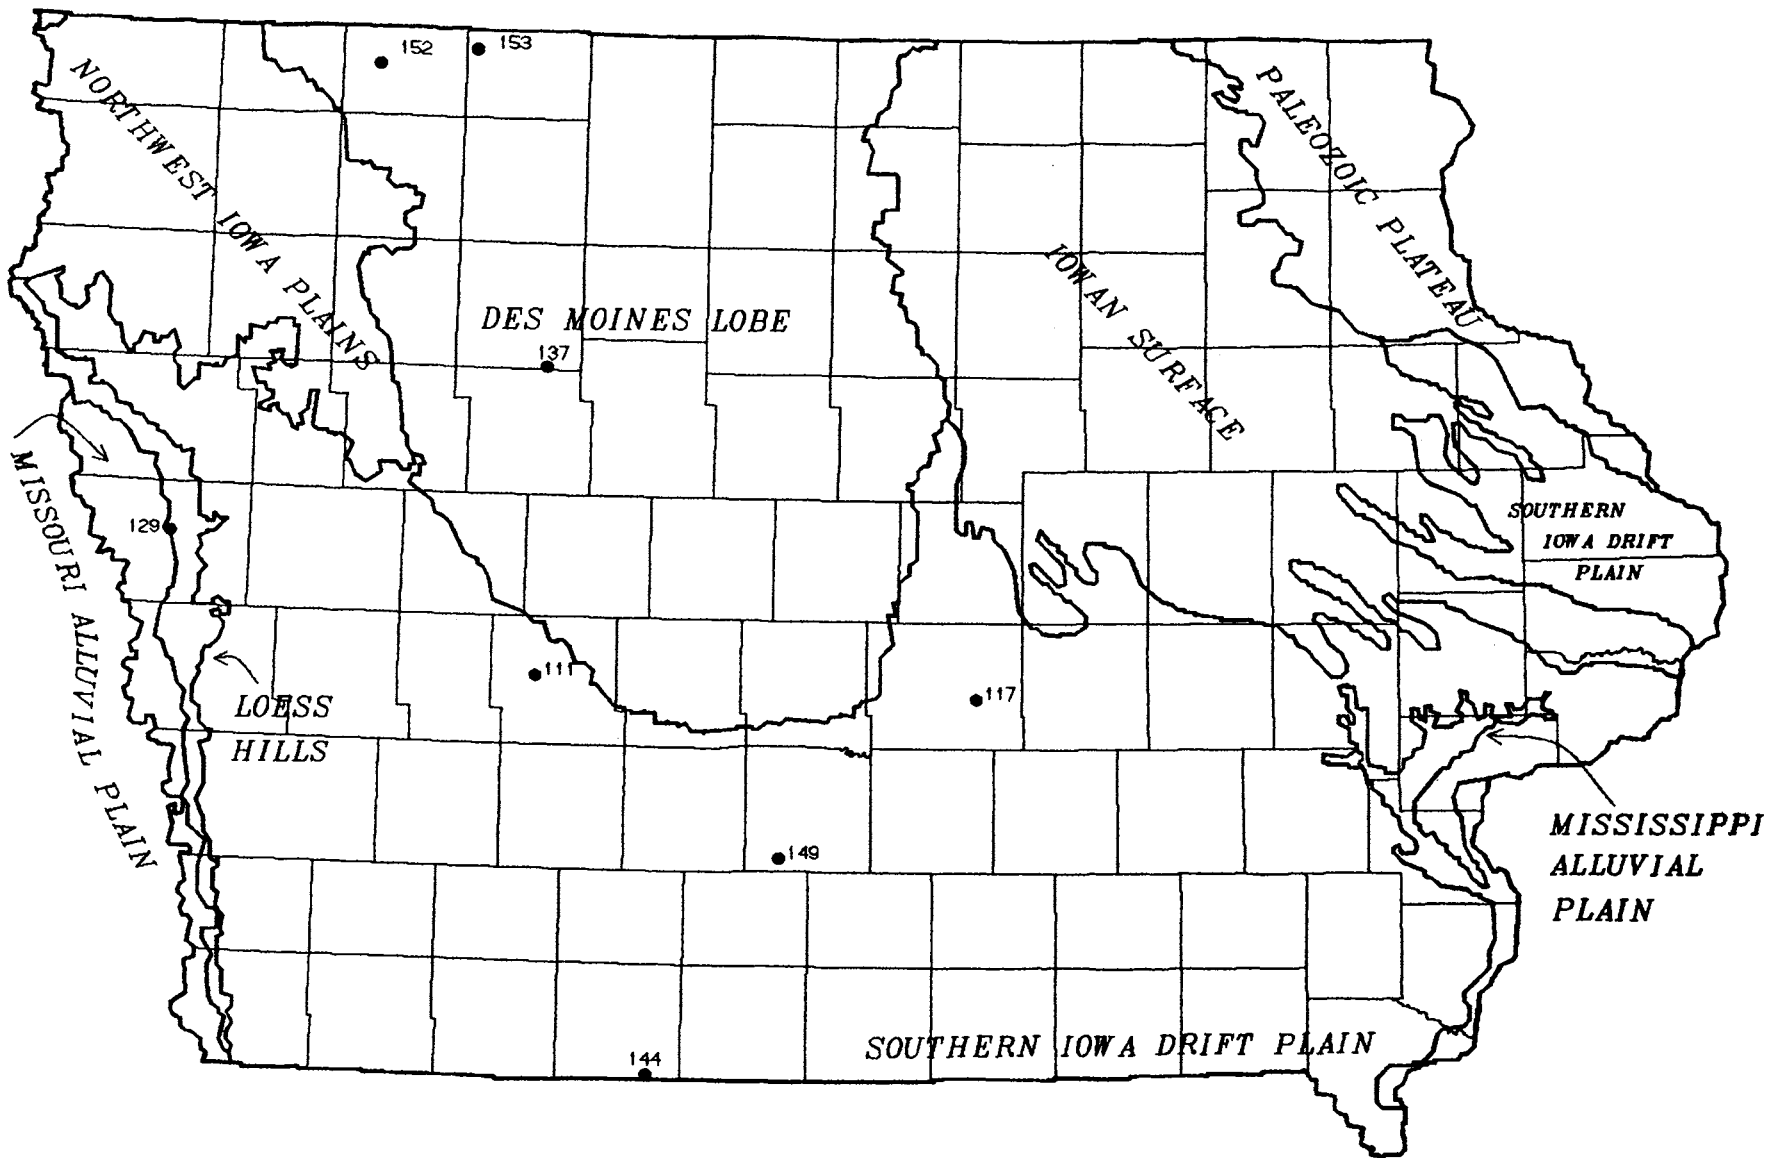 152
153
NORTHWEST IOWA PLAINS
PALEOZOIC PLATEAU
DES MOINES LOBE
IOWAN SURFACE
137
MISSOURI ALLUVIAL PLAIN
129
SOUTHERN
IOWA DRIFT
PLAIN
111
117
LOESS
HILLS
MISSISSIPPI
ALLUVIAL
PLAIN
149
SOUTHERN IOWA DRIFT PLAIN
144